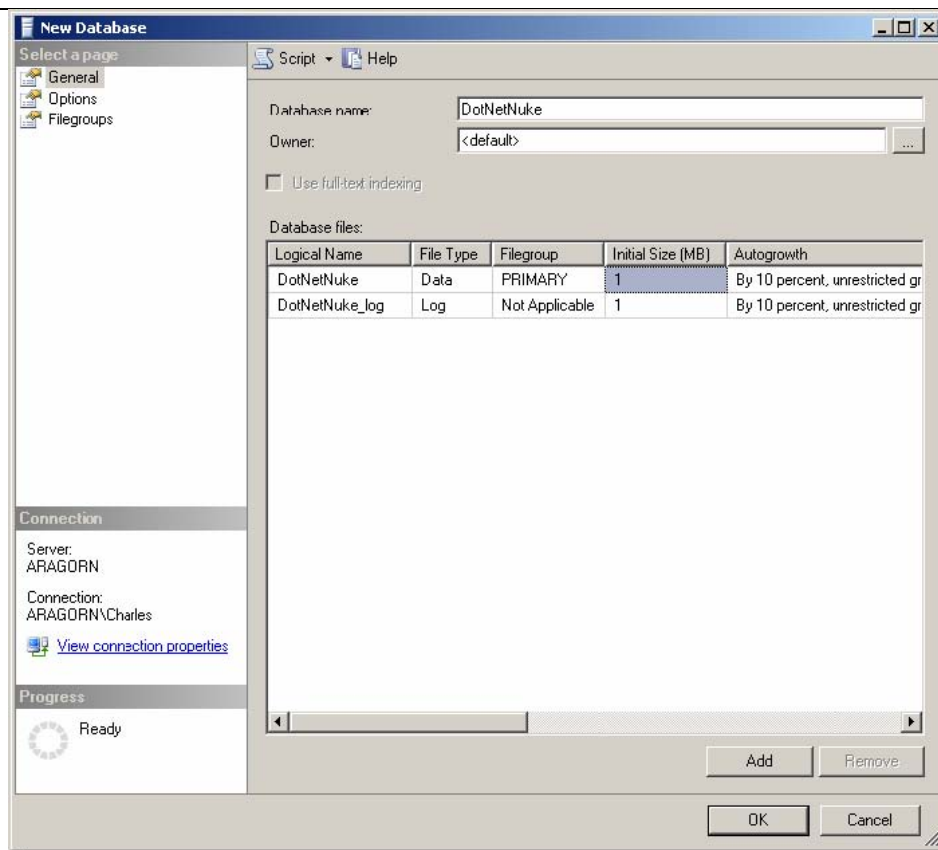 New Database
Select a page
General
Options
Filegroups
Script
Help
Database name:
DotNetNuke
Owner:
<default>
...
Use full-text indexing
Database files:
Logical Name File Type Filegroup Initial Size (MB) Autogrowth
DotNetNuke Data PRIMARY 1 By 10 percent, unrestricted gr
DotNetNuke_log Log Not Applicable 1 By 10 percent, unrestricted gr
Connection
Server:
ARAGORN
Connection:
ARAGORN\Charles
View connection properties
Progress
Ready
Add
Remove
OK
Cancel